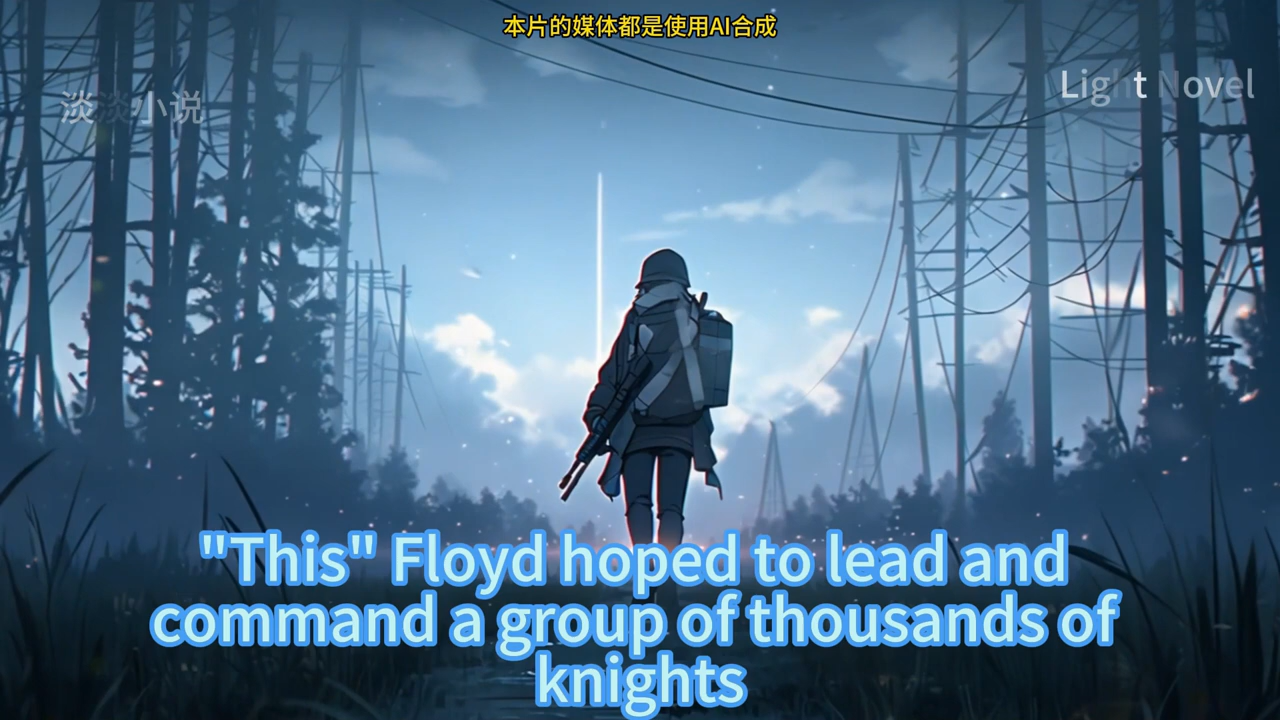 本片的媒体都是使用AI合成
Light Novel
淡淡小说
"This" Floyd hoped to lead and
command a group of thousands of
knights